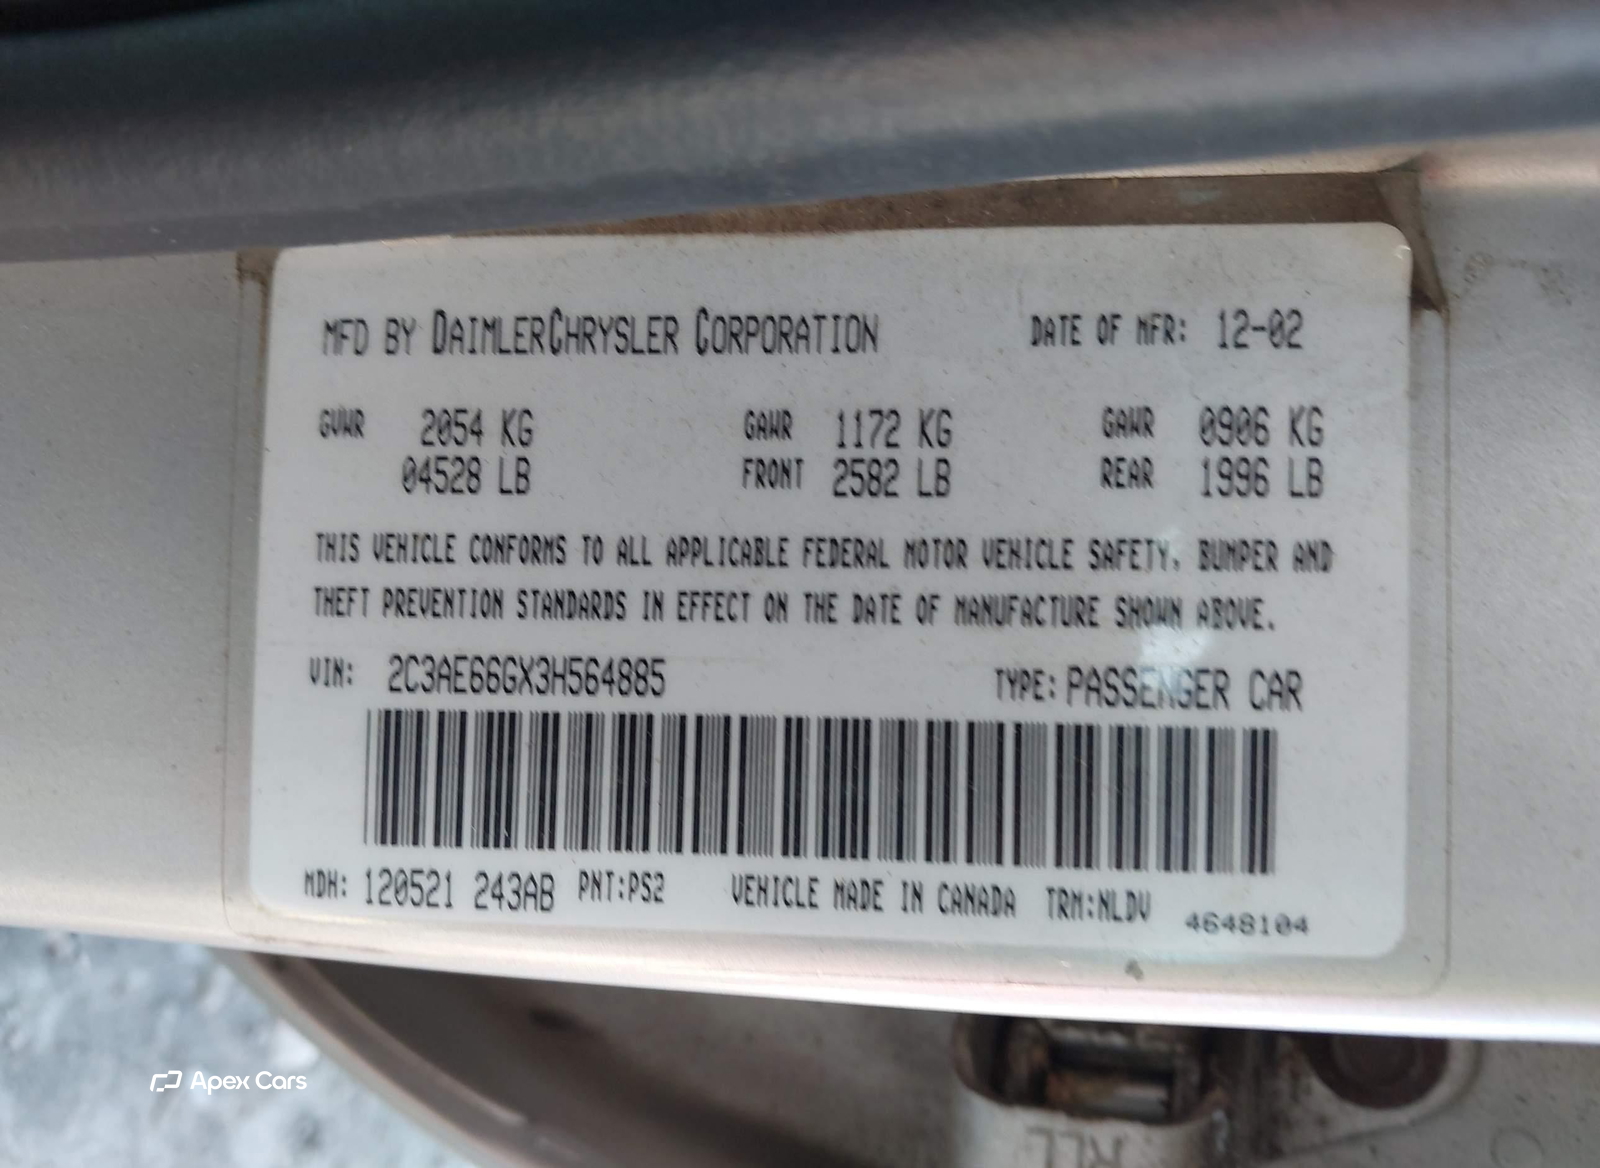 MFD BY DAIMLERCHRYSLER CORPORATION DATE OF MFR: 12-02
GVWR 2054 KG GAWR 1172 KG GAWR 0906 KG
04528 LB FRONT 2582 LB REAR 1996 LB
THIS VEHICLE CONFORMS TO ALL APPLICABLE FEDERAL MOTOR VEHICLE SAFETY, BUMPER AND
THEFT PREVENTION STANDARDS IN EFFECT ON THE DATE OF MANUFACTURE SHOWN ABOVE.
VIN: 2C3AE66GX3H564885 TYPE: PASSENGER CAR
MDH: 120521 243AB PNT:PS2 VEHICLE MADE IN CANADA TRM:NLDV 4648104
Apex Cars